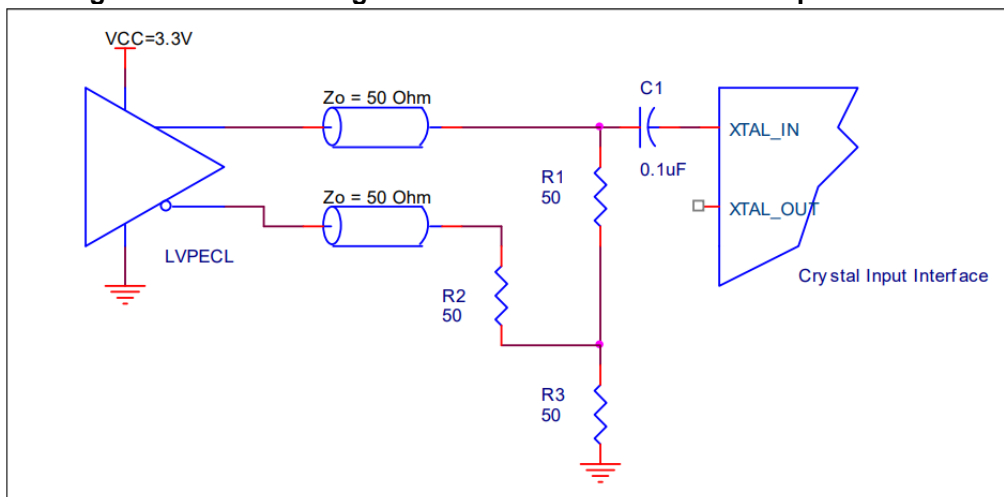 VCC=3.3V
Zo = 50 Ohm
C1
0.1uF
XTAL_IN
R1
50
Zo = 50 Ohm
XTAL_OUT
LVPECL
R2
50
Crystal Input Interface
R3
50